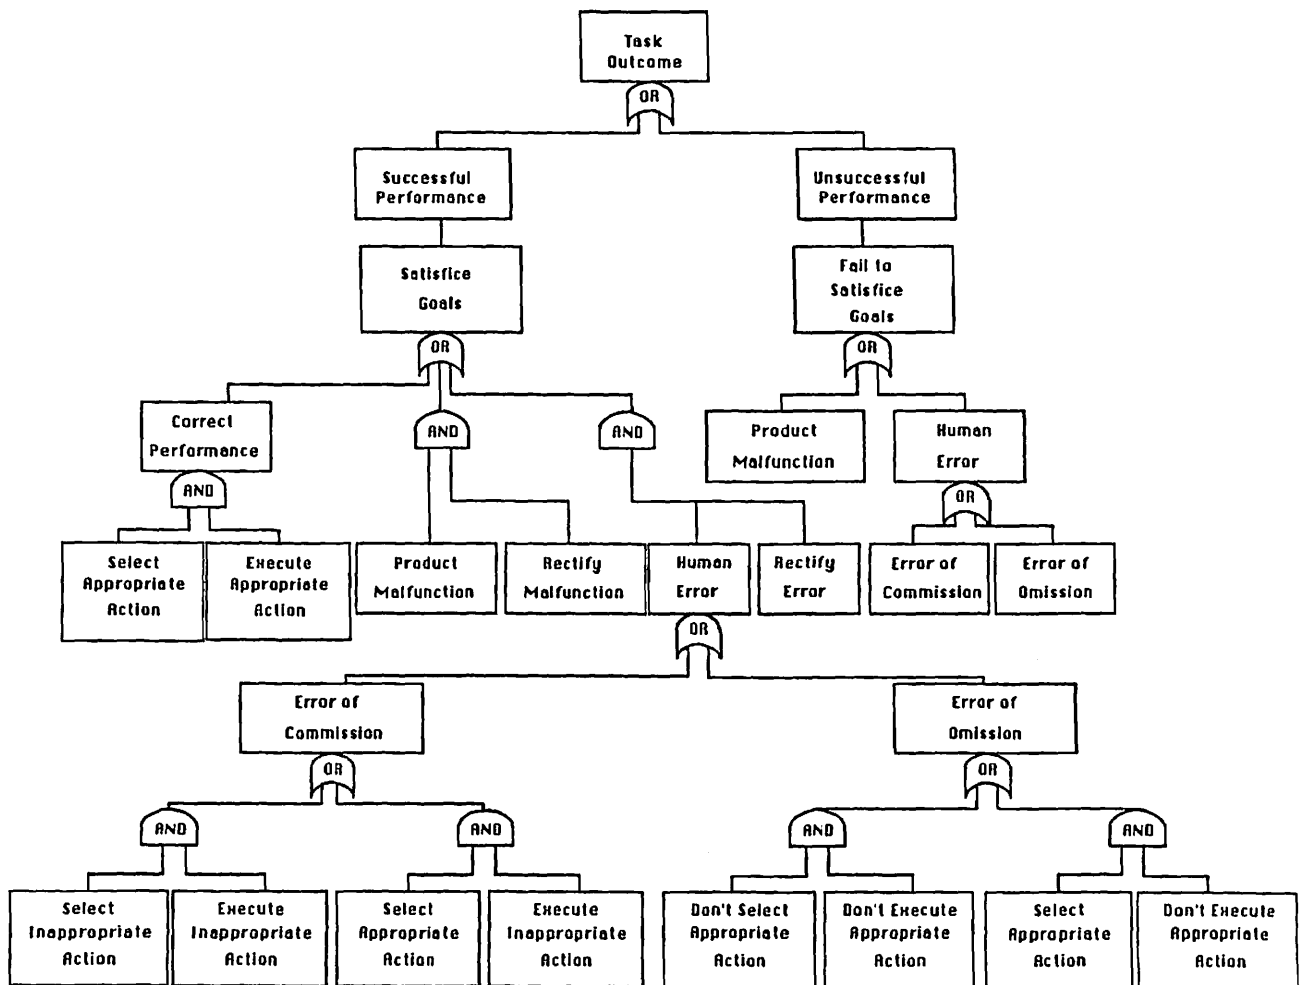 Task
Outcome
OR
Successful
Performance
Unsuccessful
Performance
Satisfice
Goals
Fail to
Satisfice
Goals
OR
OR
Correct
Performance
AND
AND
Product
Malfunction
Human
Error
AND
OR
Select
Appropriate
Action
Execute
Appropriate
Action
Product
Malfunction
Rectify
Malfunction
Human
Error
Rectify
Error
Error of
Commission
Error of
Omission
OR
Error of
Commission
Error of
Omission
OR
OR
AND
AND
AND
AND
Select
Inappropriate
Action
Execute
Inappropriate
Action
Select
Appropriate
Action
Execute
Inappropriate
Action
Don't Select
Appropriate
Action
Don't Execute
Appropriate
Action
Select
Appropriate
Action
Don't Execute
Appropriate
Action